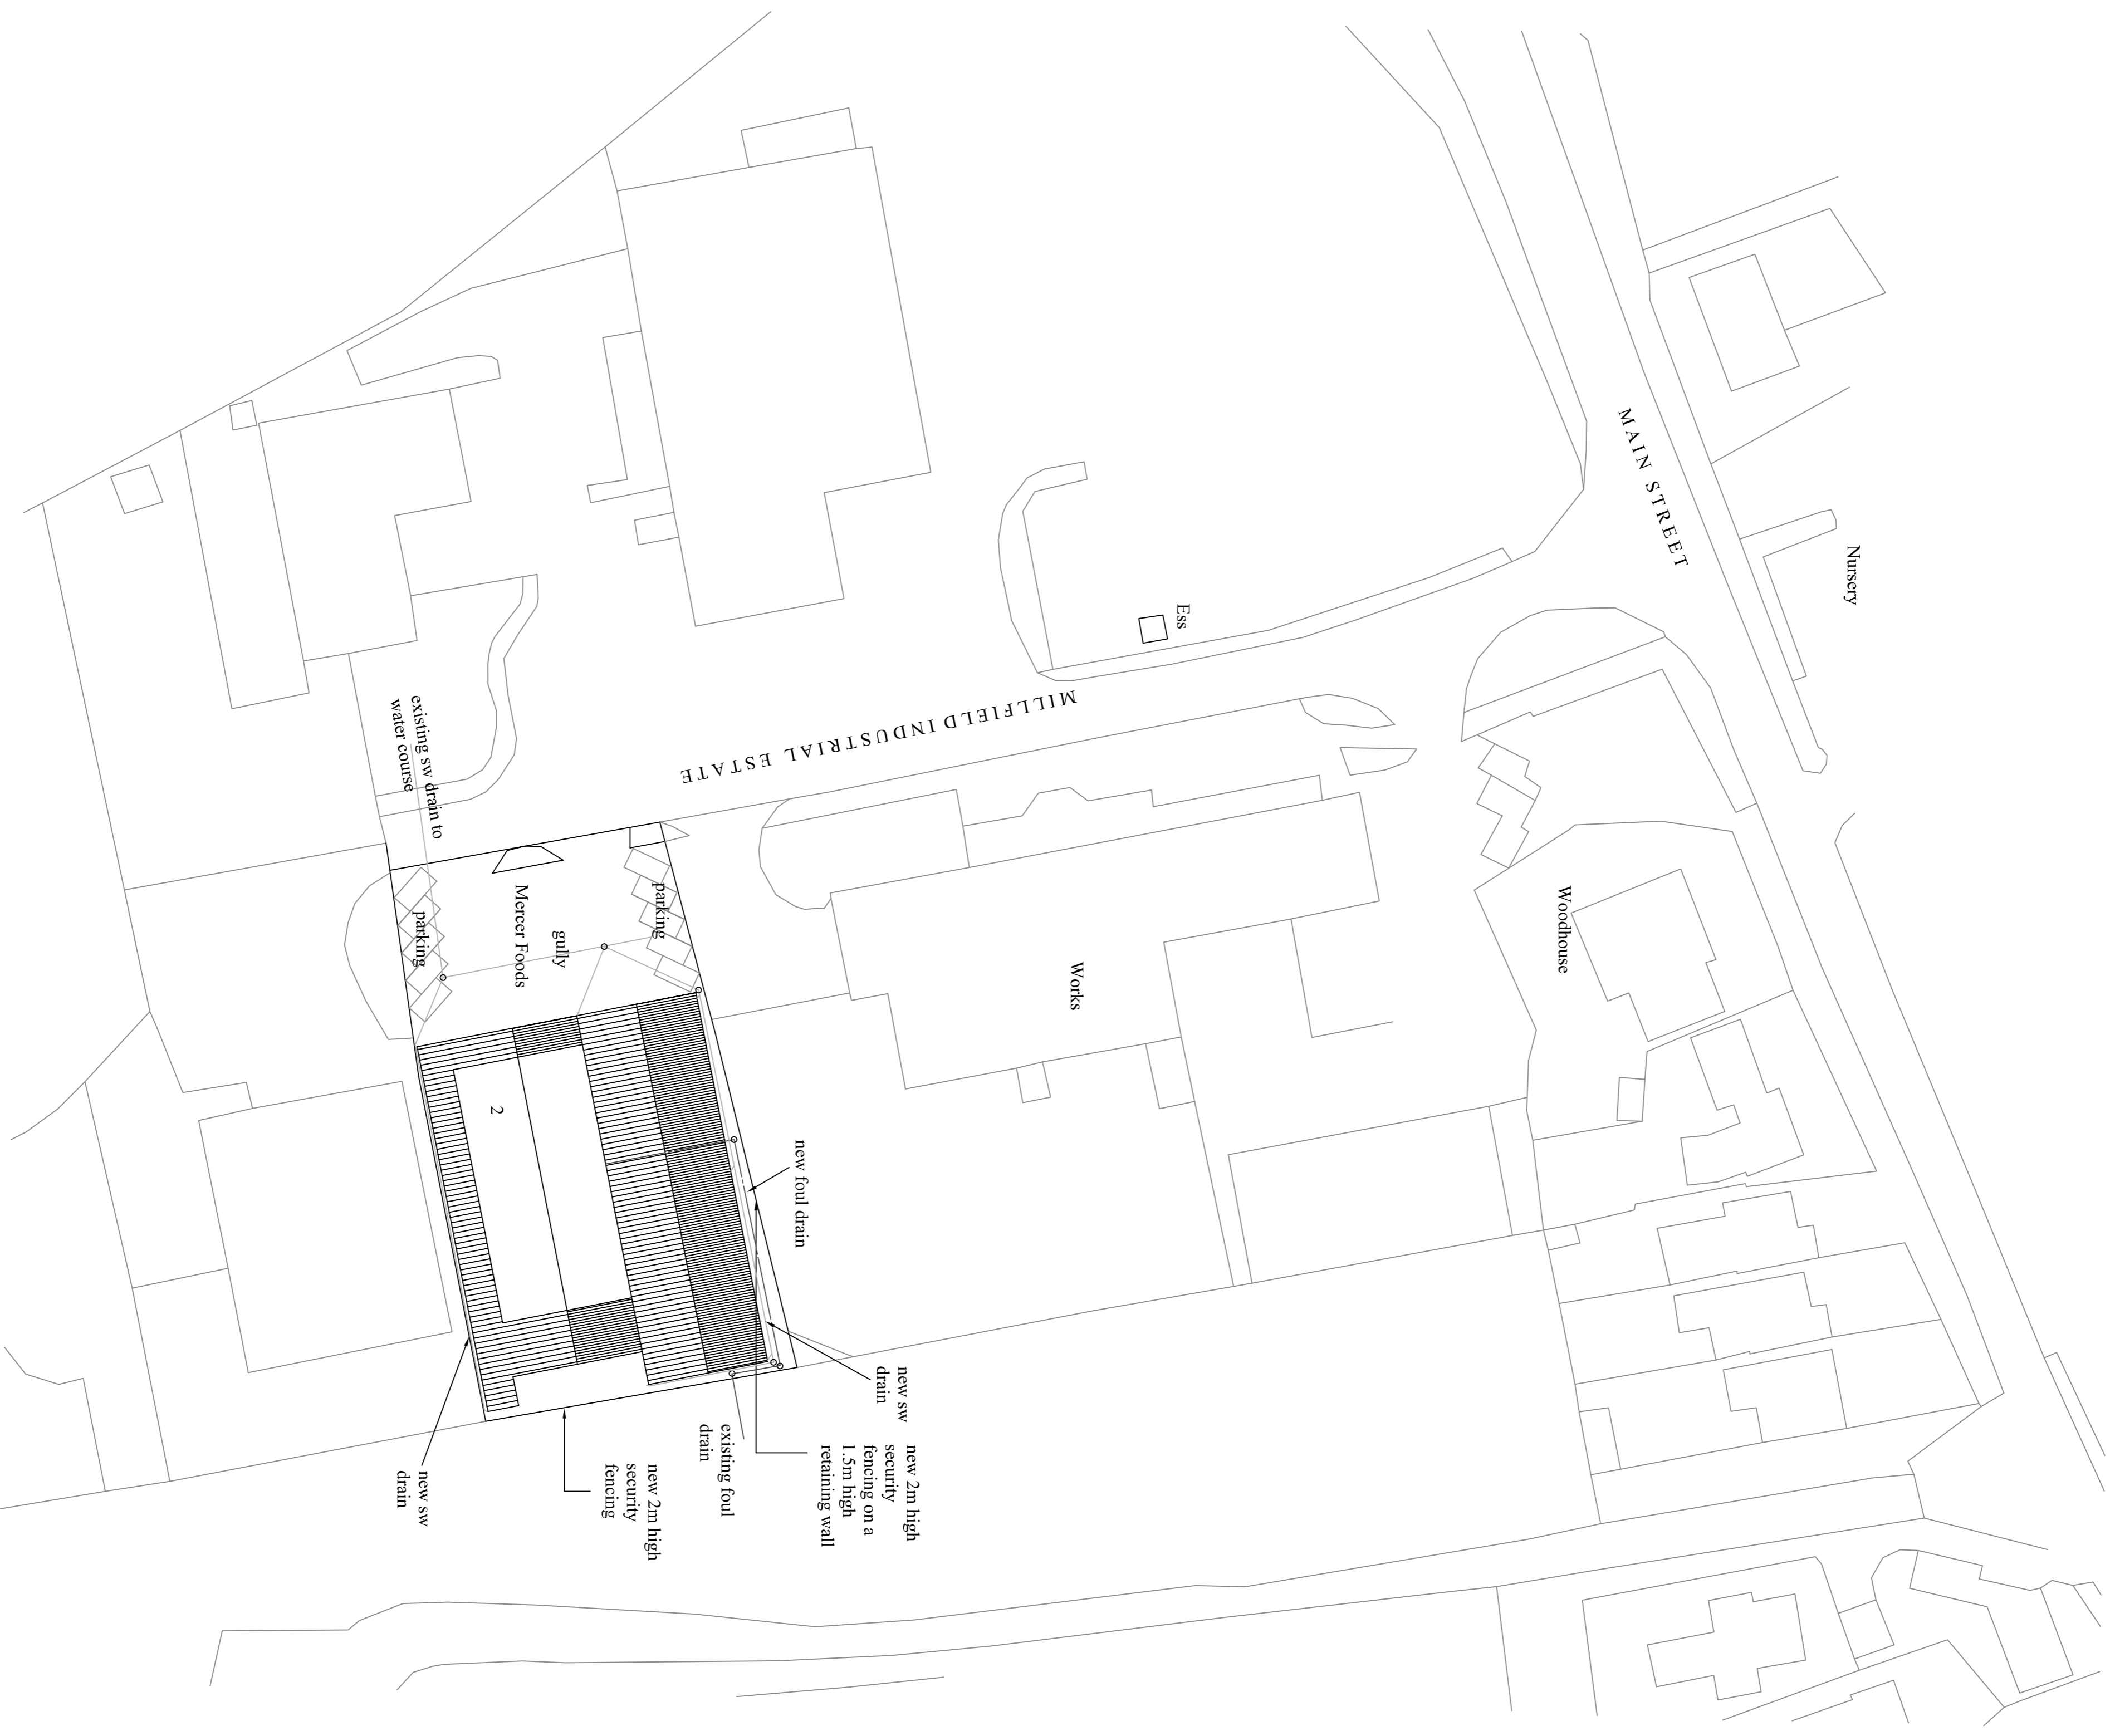 MAIN STREET
Nursery
Ess
MILLFIELD INDUSTRIAL ESTATE
existing sw drain to
water course
parking
Mercer Foods
gully
parking
Woodhouse
Works
2
new foul drain
new sw
drain
new 2m high
security
fencing on a
1.5m high
retaining wall
existing foul
drain
new 2m high
security
fencing
new sw
drain